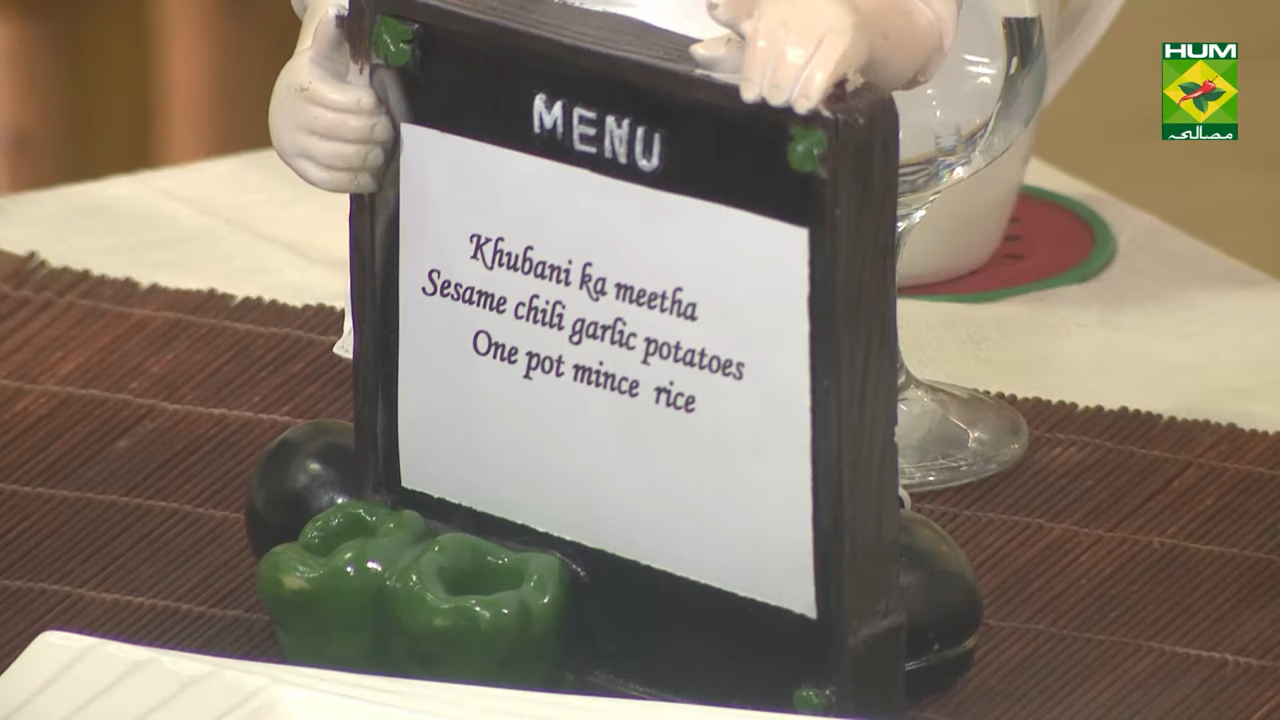 HUM
مصالحہ
MENU
Khubani ka meetha
Sesame chili garlic potatoes
One pot mince rice